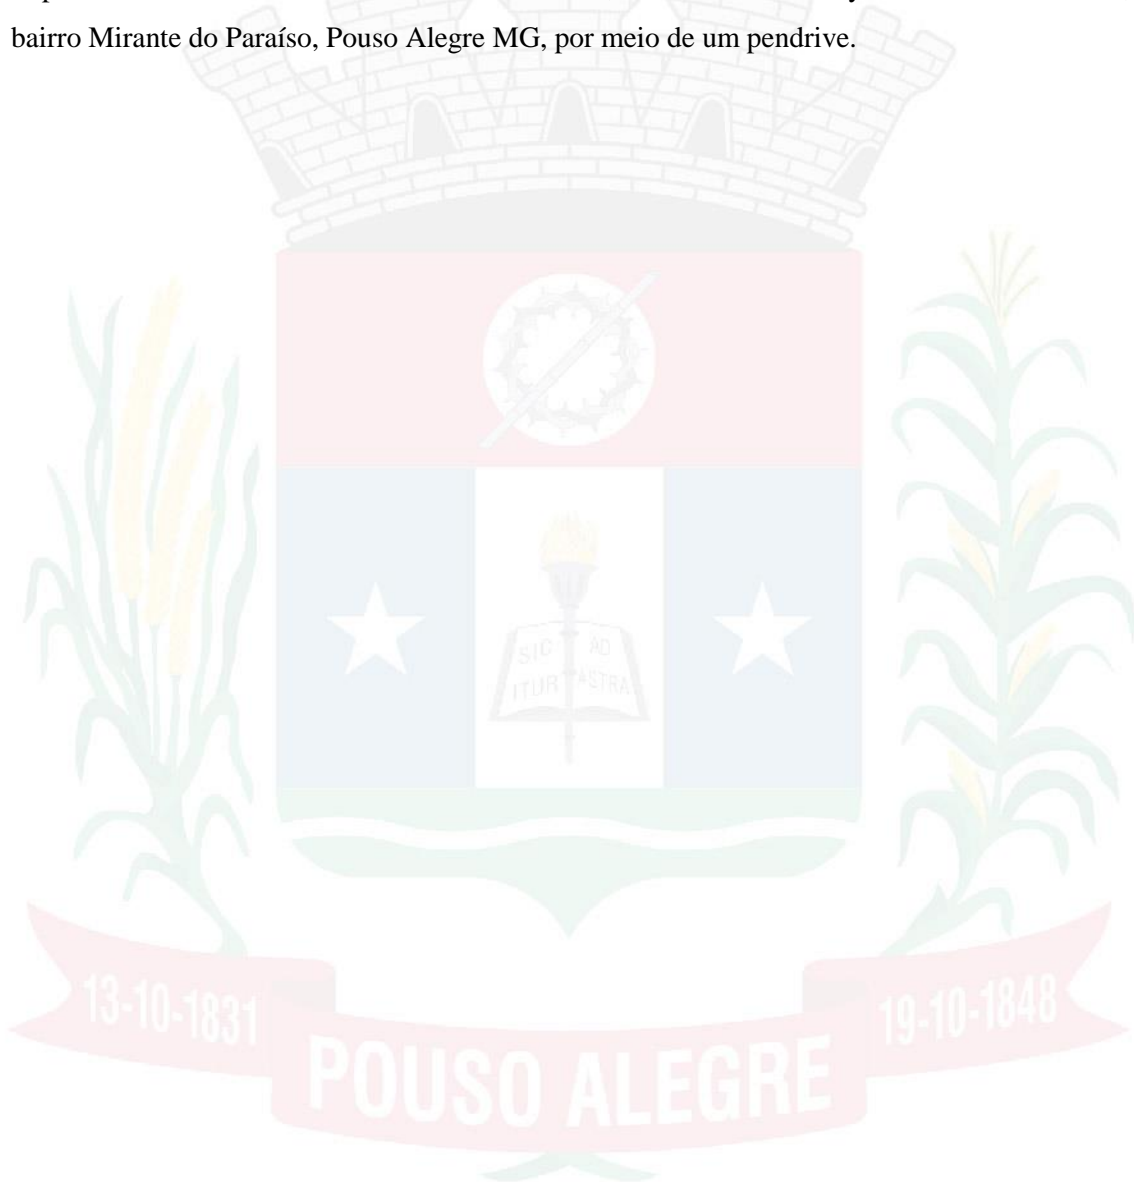 bairro Mirante do Paraíso, Pouso Alegre MG, por meio de um pendrive.
SIC AD
ITUR ASTRA
13-10-1831
19-10-1848
POUSO ALEGRE